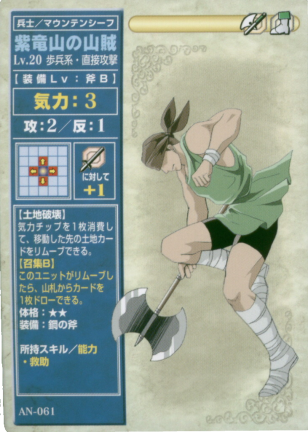 兵士／マウンテンシーフ
紫竜山の山賊
Lv.20 歩兵系・直接攻撃
【装備Lv：斧B】
気力：3
攻：2／反：1
に対して
+1
【土地破壊】
気力チップを1枚消費し
て、移動した先の土地カー
ドをリムーブできる。
【召集B】
このユニットがリムーブし
たら、山札からカードを
1枚ドローできる。
体格：★★
装備：鋼の斧
所持スキル／能力
・救助
AN-061